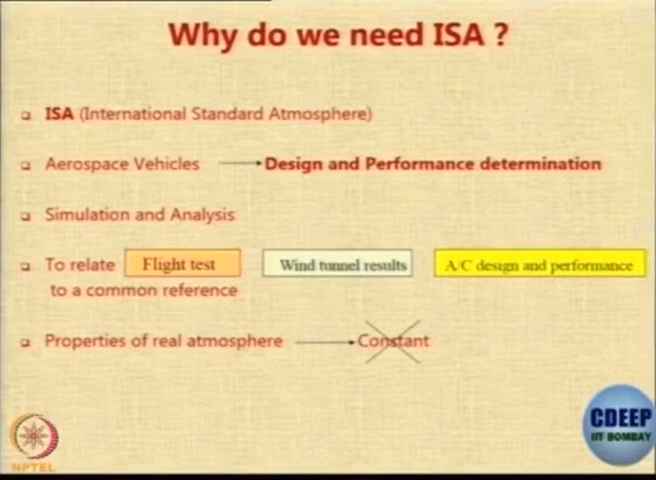 Why do we need ISA ?
ISA (International Standard Atmosphere)
Aerospace Vehicles Design and Performance determination
Simulation and Analysis
To relate Flight test Wind tunnel results A/C design and performance
to a common reference
Properties of real atmosphere Constant
CDEEP
IIT BOMBAY
NPTEL